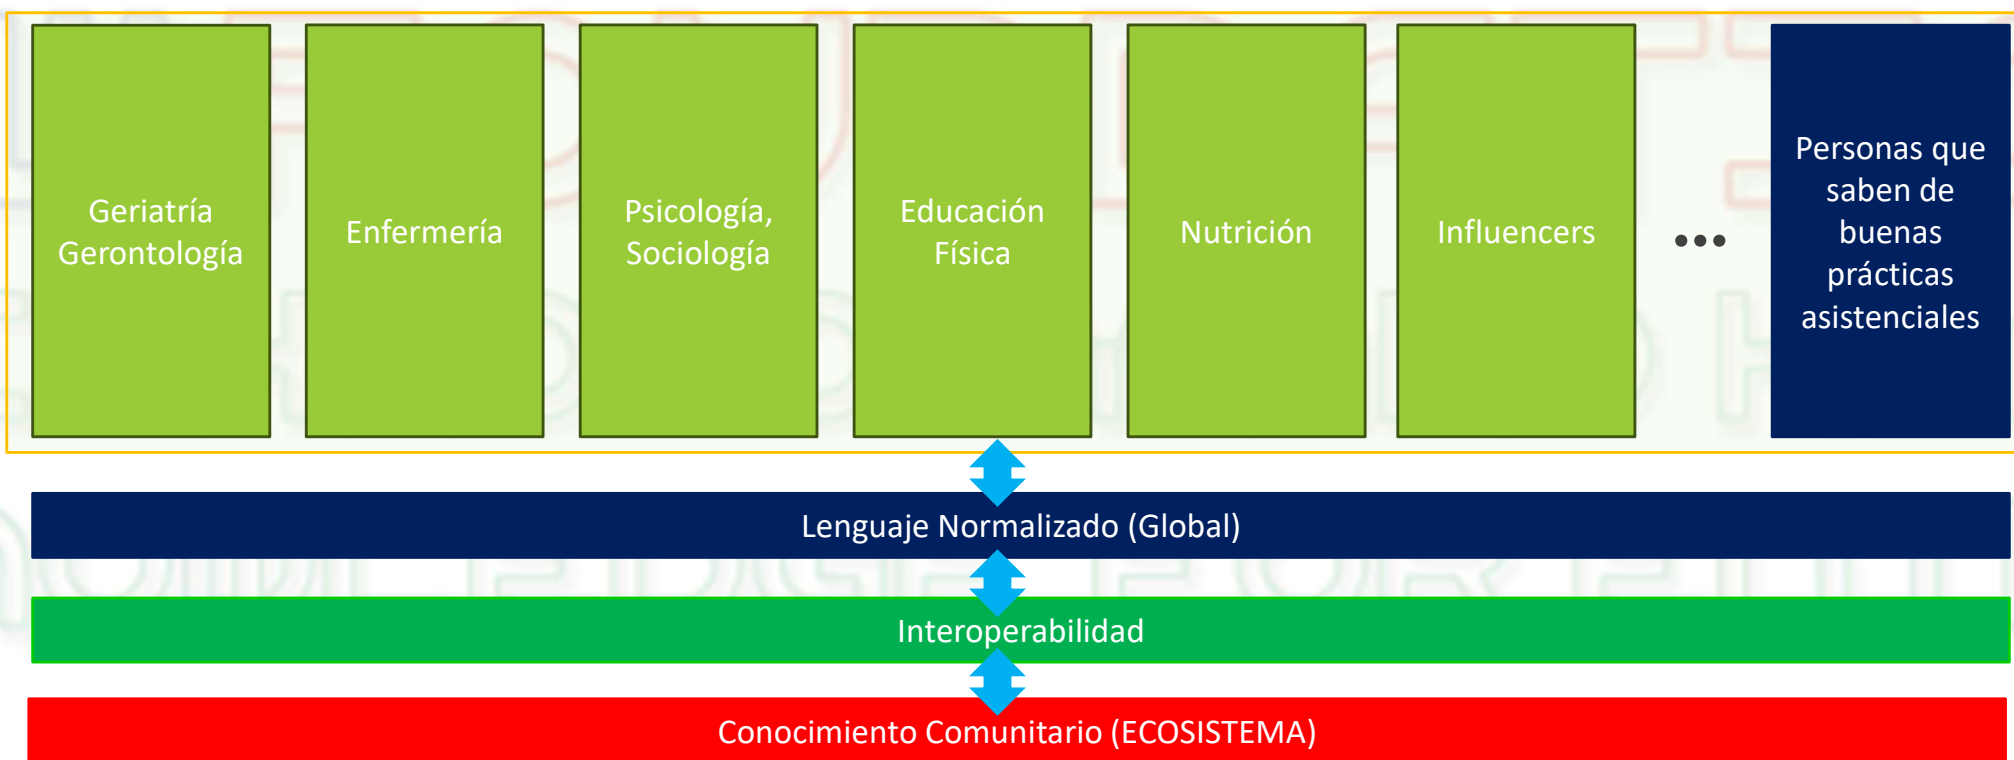 Geriatría
Gerontología
Enfermería
Psicología,
Sociología
Educación
Física
Nutrición
Influencers
...
Personas que
saben de
buenas
prácticas
asistenciales
Lenguaje Normalizado (Global)
Interoperabilidad
Conocimiento Comunitario (ECOSISTEMA)